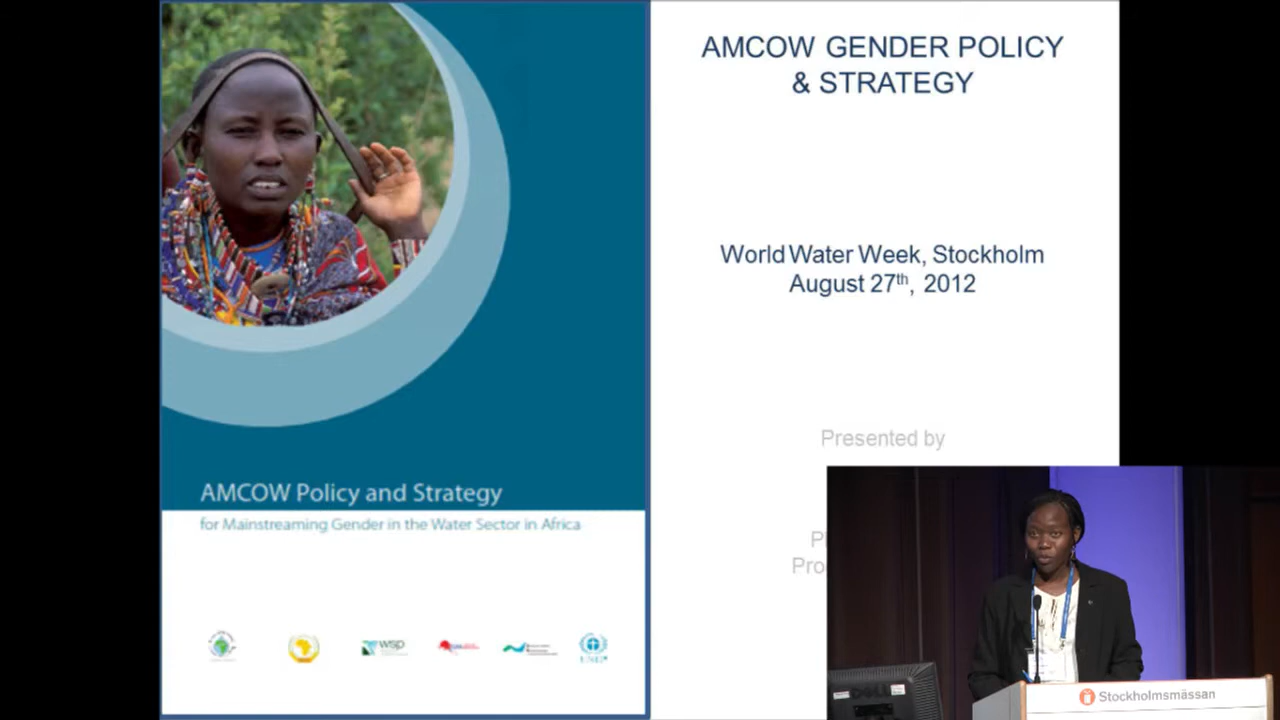 AMCOW GENDER POLICY
& STRATEGY
World Water Week, Stockholm
August 27th, 2012
Presented by
AMCOW Policy and Strategy
for Mainstreaming Gender in the Water Sector in Africa
wsp
DELL
Stockholmsmässan